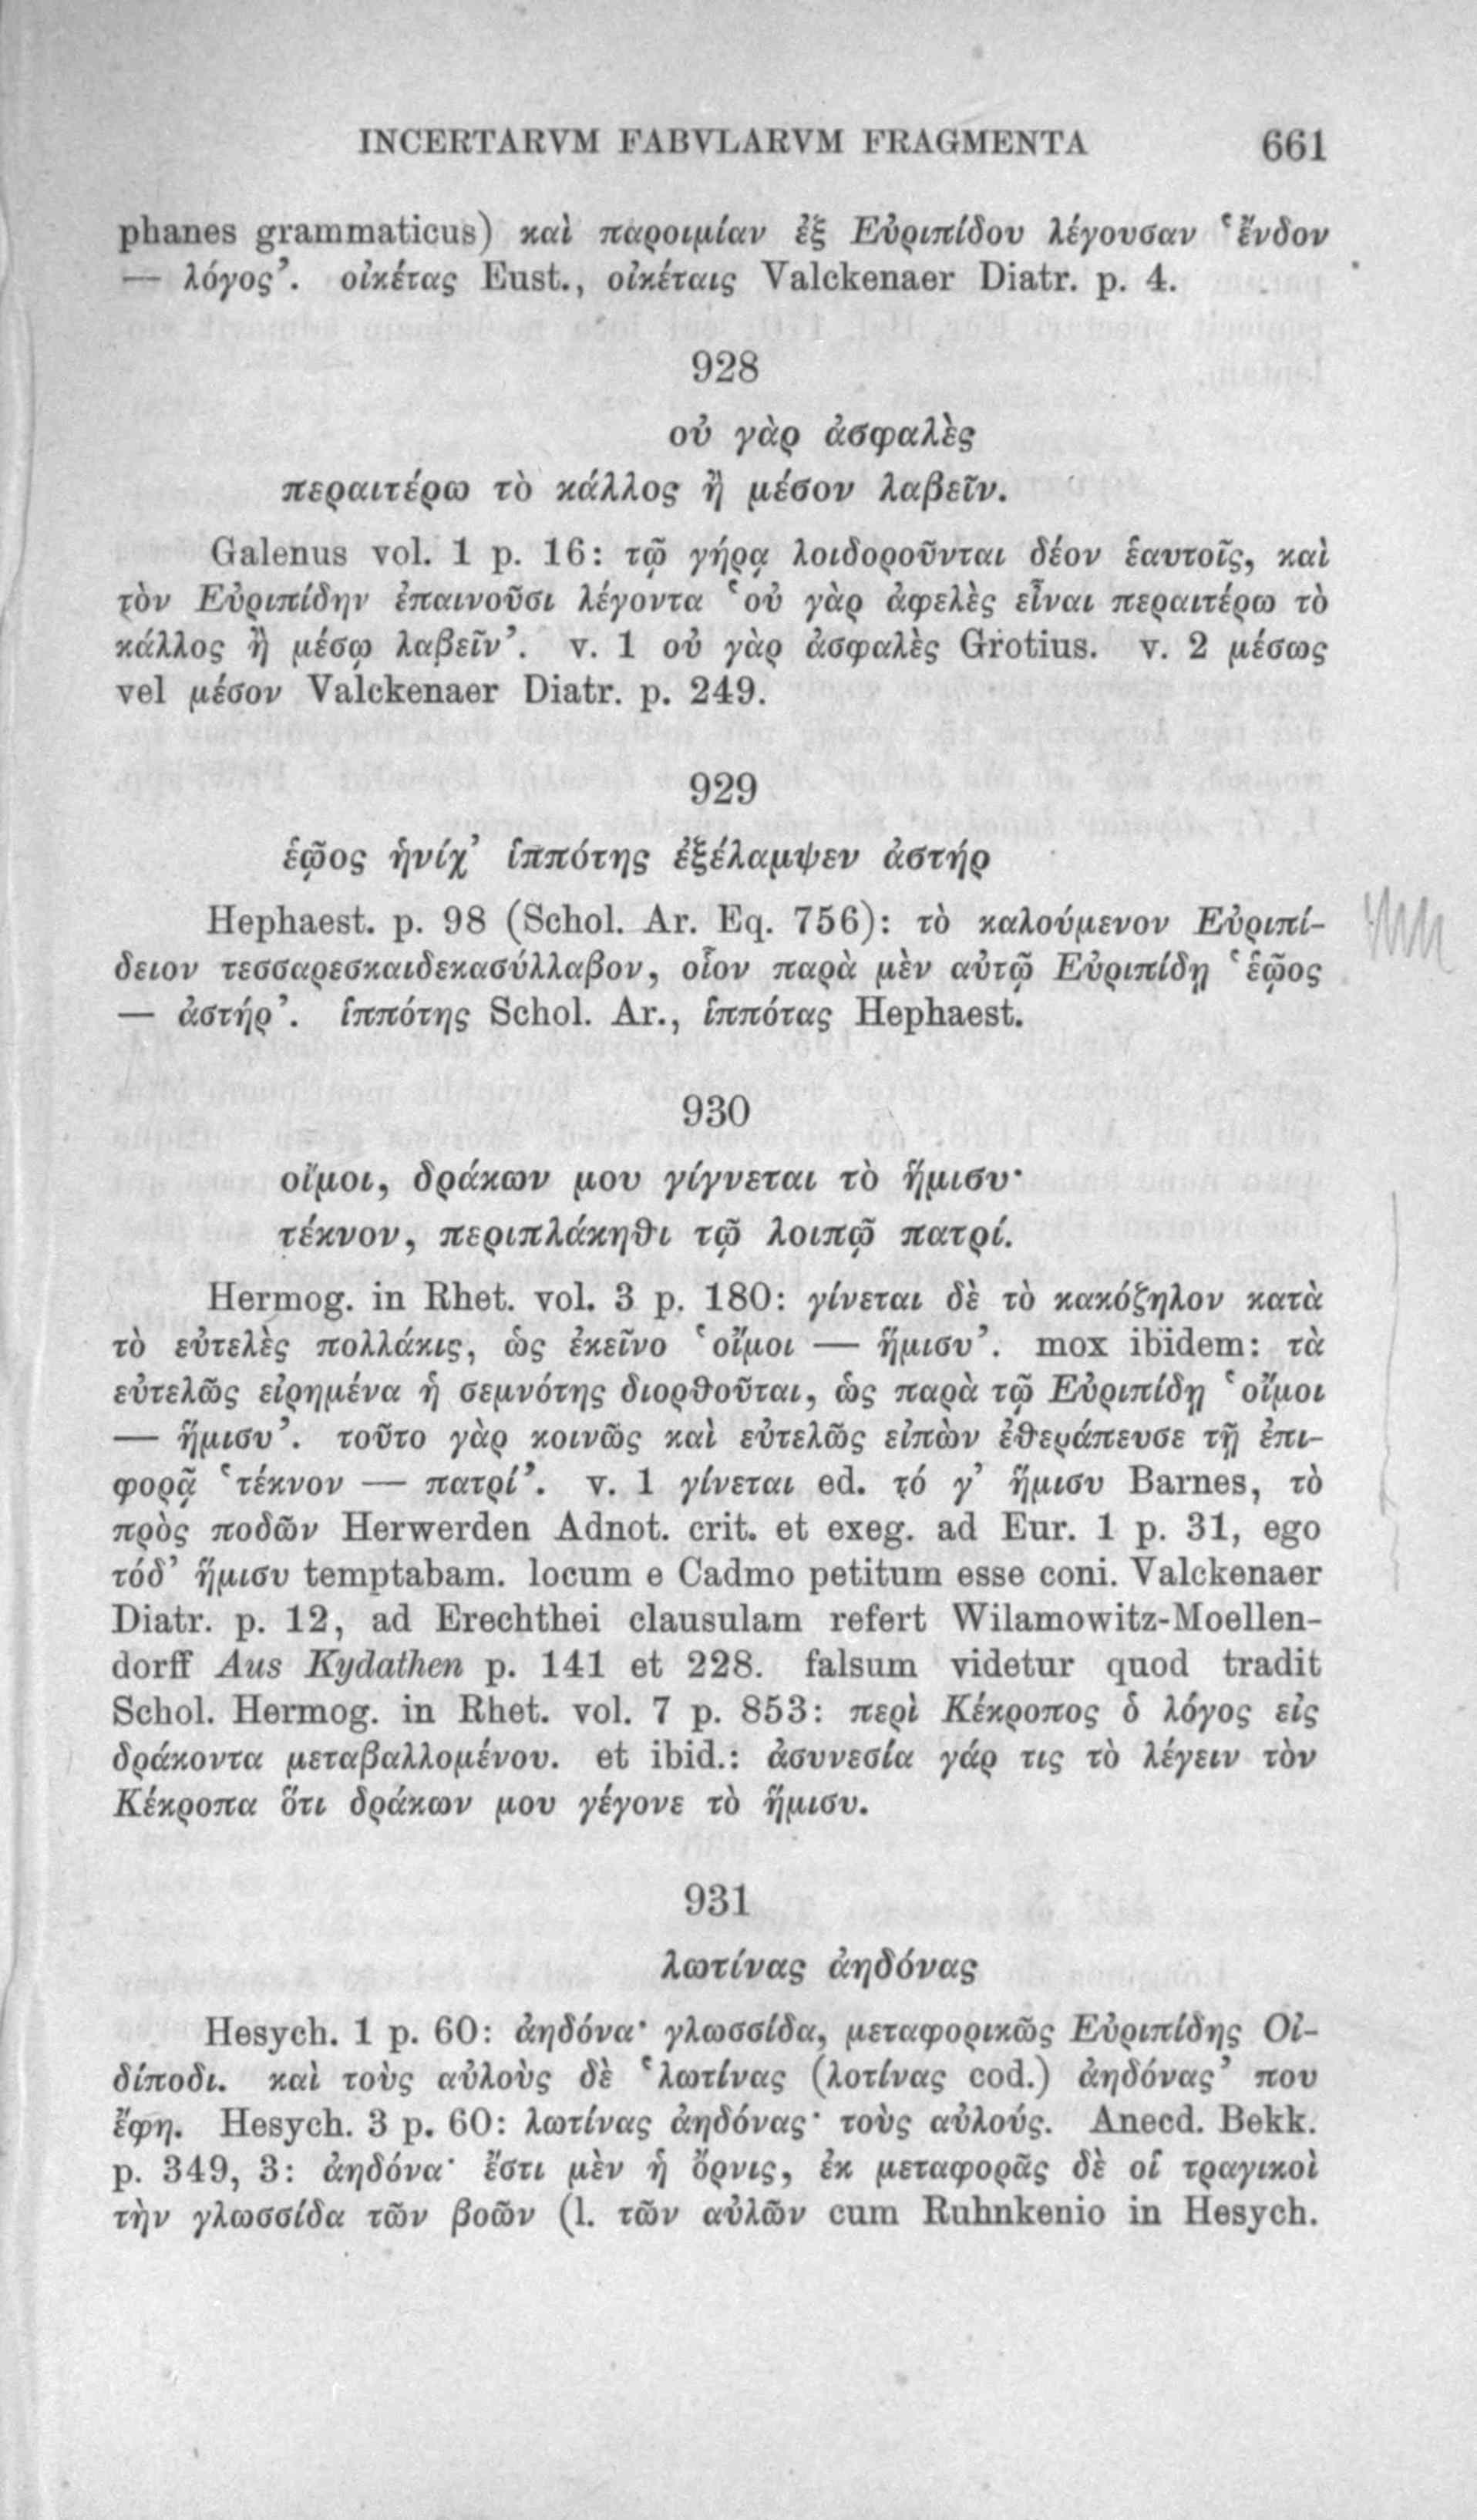 INCERTARVM FABVLARVM FRAGMENTA 661
phanes grammaticus) καὶ παροιμίαν ἐξ Εὐριπίδου λέγουσαν ‘ἔνδον
— λόγος’. οἰκέτας Eust., οἰκέταις Valckenaer Diatr. p. 4.
928
οὐ γὰρ ἀσφαλὲς
περαιτέρω τὸ κάλλος ἢ μέσον λαβεῖν.
Galenus vol. 1 p. 16: τῷ γήρᾳ λοιδοροῦνται δέον ἑαυτοῖς, καὶ
τὸν Εὐριπίδην ἐπαινοῦσι λέγοντα ‘οὐ γὰρ ἀφελὲς εἶναι περαιτέρω τὸ
κάλλος ἢ μέσῳ λαβεῖν’. v. 1 οὐ γὰρ ἀσφαλὲς Grotius. v. 2 μέσως
vel μέσον Valckenaer Diatr. p. 249.
929
ἑῷος ἡνίχ’ ἱππότης ἐξέλαμψεν ἀστήρ
Hephaest. p. 98 (Schol. Ar. Eq. 756): τὸ καλούμενον Εὐριπί-
δειον τεσσαρεσκαιδεκασύλλαβον, οἷον παρὰ μὲν αὐτῷ Εὐριπίδῃ ‘ἑῷος
— ἀστήρ’. ἱππότης Schol. Ar., ἱππότας Hephaest.
930
οἴμοι, δράκων μου γίγνεται τὸ ἥμισυ·
τέκνον, περιπλάκηθι τῷ λοιπῷ πατρί.
Hermog. in Rhet. vol. 3 p. 180: γίνεται δὲ τὸ κακόζηλον κατὰ
τὸ εὐτελὲς πολλάκις, ὡς ἐκεῖνο ‘οἴμοι — ἥμισυ’. mox ibidem: τὰ
εὐτελῶς εἰρημένα ἡ σεμνότης διορθοῦται, ὡς παρὰ τῷ Εὐριπίδῃ ‘οἴμοι
— ἥμισυ’. τοῦτο γὰρ κοινῶς καὶ εὐτελῶς εἰπὼν ἐθεράπευσε τῇ ἐπι-
φορᾷ ‘τέκνον — πατρί’. v. 1 γίνεται ed. τό γ’ ἥμισυ Barnes, τὸ
πρὸς ποδῶν Herwerden Adnot. crit. et exeg. ad Eur. 1 p. 31, ego
τόδ’ ἥμισυ temptabam. locum e Cadmo petitum esse coni. Valckenaer
Diatr. p. 12, ad Erechthei clausulam refert Wilamowitz-Moellen-
dorff Aus Kydathen p. 141 et 228. falsum videtur quod tradit
Schol. Hermog. in Rhet. vol. 7 p. 853: περὶ Κέκροπος ὁ λόγος εἰς
δράκοντα μεταβαλλομένου. et ibid.: ἀσυνεσία γάρ τις τὸ λέγειν τὸν
Κέκροπα ὅτι δράκων μου γέγονε τὸ ἥμισυ.
931
λωτίνας ἀηδόνας
Hesych. 1 p. 60: ἀηδόνα· γλωσσίδα, μεταφορικῶς Εὐριπίδης Οἰ-
δίποδι. καὶ τοὺς αὐλοὺς δὲ ‘λωτίνας (λοτίνας cod.) ἀηδόνας’ που
ἔφη. Hesych. 3 p. 60: λωτίνας ἀηδόνας· τοὺς αὐλούς. Anecd. Bekk.
p. 349, 3: ἀηδόνα· ἔστι μὲν ἡ ὄρνις, ἐκ μεταφορᾶς δὲ οἱ τραγικοὶ
τὴν γλωσσίδα τῶν βοῶν (l. τῶν αὐλῶν cum Ruhnkenio in Hesych.